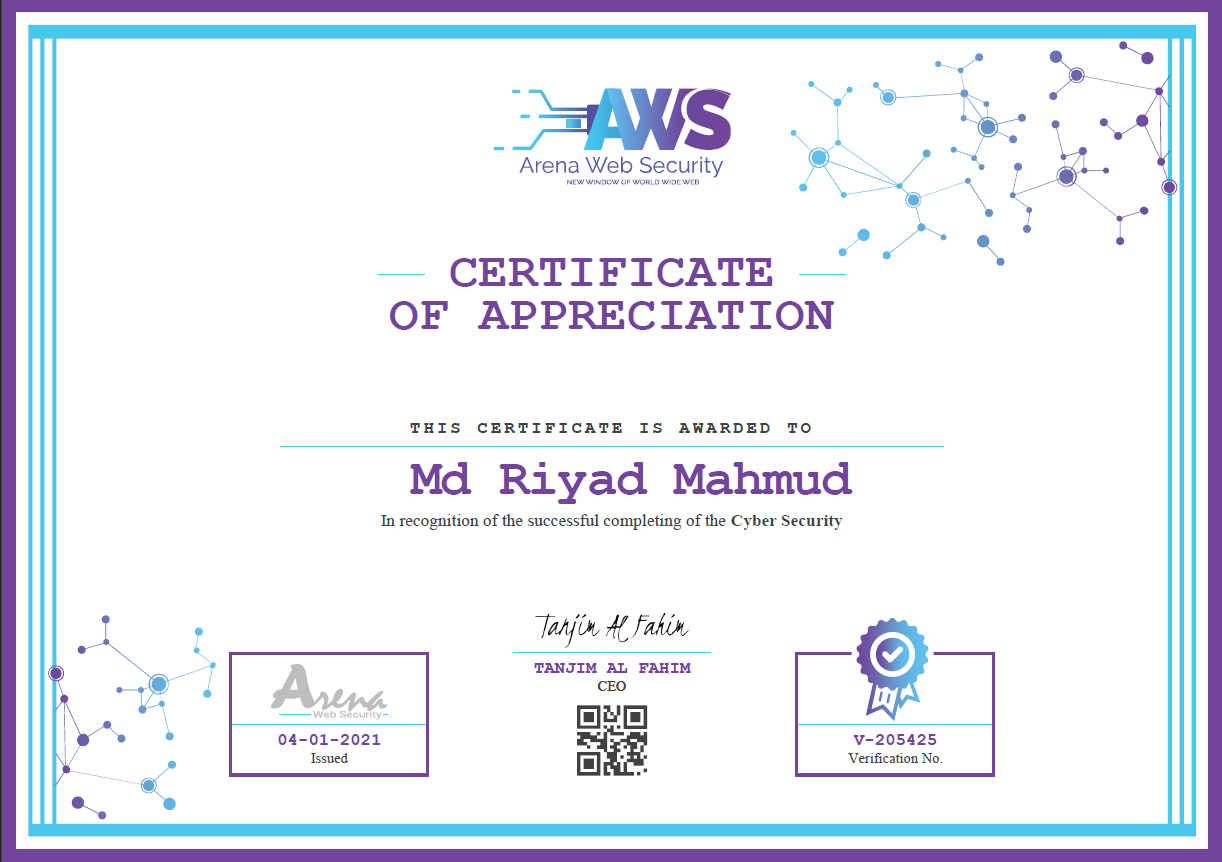 AWS
Arena Web Security
NEW WINDOW OF WORLD WIDE WEB
CERTIFICATE
OF APPRECIATION
THIS CERTIFICATE IS AWARDED TO
Md Riyad Mahmud
In recognition of the successful completing of the Cyber Security
Tanjim Al Fahim
TANJIM AL FAHIM
CEO
Arena
Web Security
04-01-2021
Issued
V-205425
Verification No.